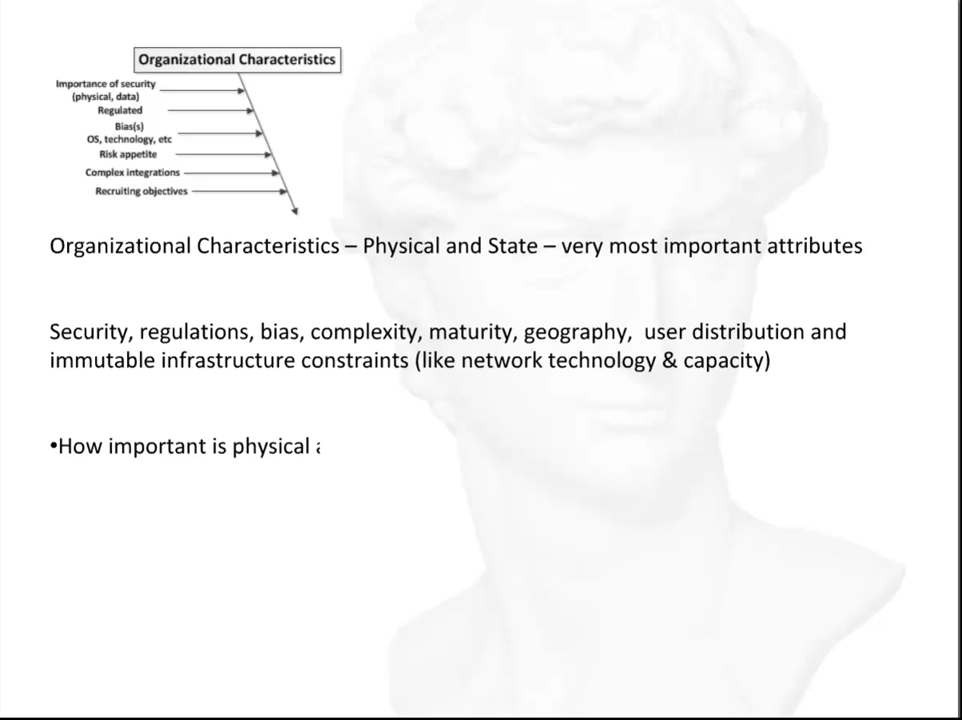 Organizational Characteristics
Importance of security
(physical, data)
Regulated
Bias(s)
OS, technology, etc
Risk appetite
Complex integrations
Recruiting objectives
Organizational Characteristics – Physical and State – very most important attributes
Security, regulations, bias, complexity, maturity, geography, user distribution and
immutable infrastructure constraints (like network technology & capacity)
•How important is physical